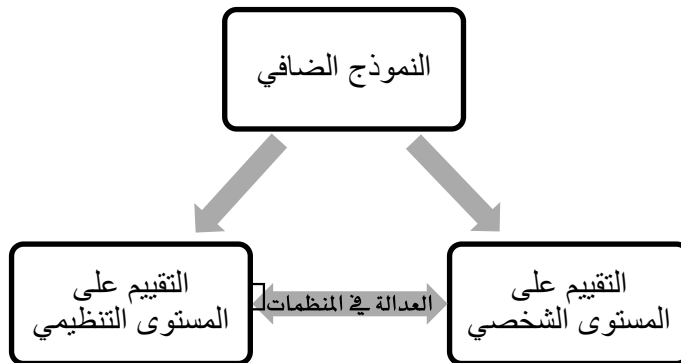 النموذج الضافي
التقييم على
المستوى الشخصي
العدالة في المنظمات
التقييم على
المستوى التنظيمي